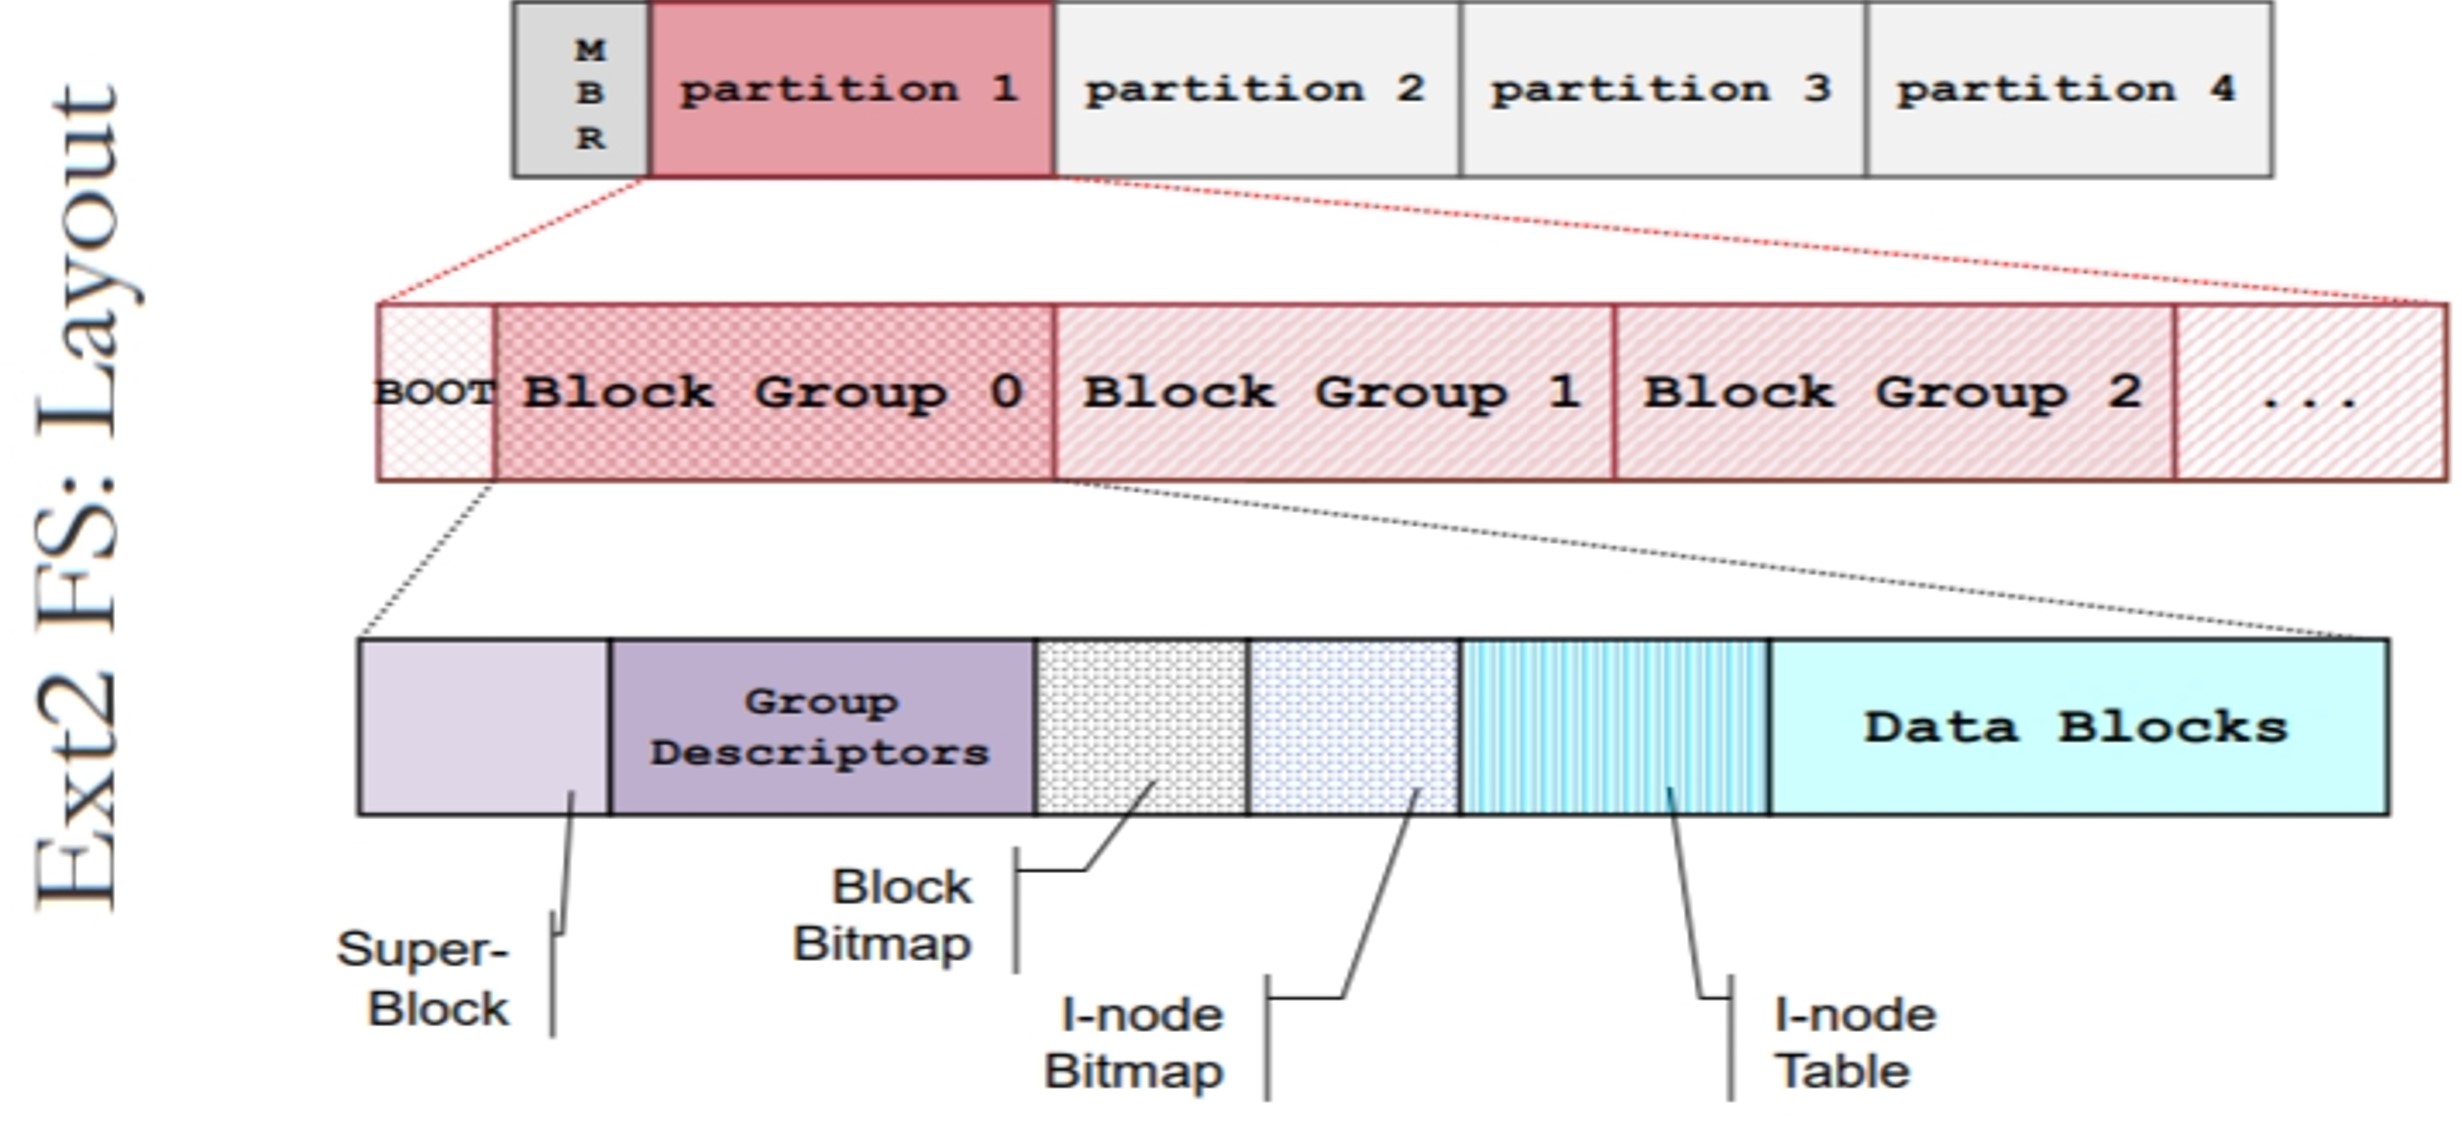 Ext2 FS: Layout
M
B
R
partition 1
partition 2
partition 3
partition 4
BOOT
Block Group 0
Block Group 1
Block Group 2
...
Group
Descriptors
Data Blocks
Super-
Block
Block
Bitmap
I-node
Bitmap
I-node
Table